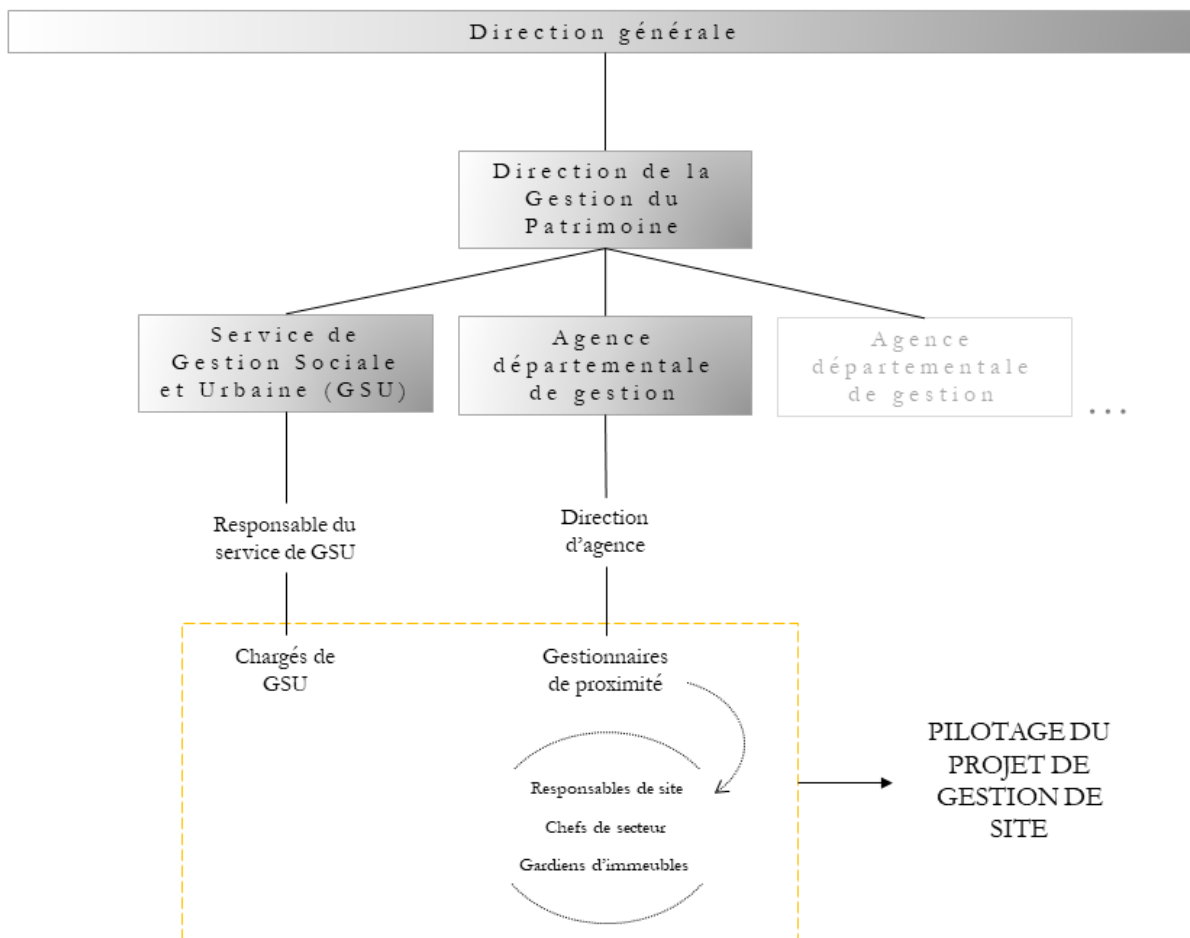 Direction générale
Direction de la
Gestion du
Patrimoine
Service de
Gestion Sociale
et Urbaine (GSU)
Agence
départementale
de gestion
Agence
départementale
de gestion
...
Responsable du
service de GSU
Direction
d'agence
Chargés de
GSU
Gestionnaires
de proximité
Responsables de site
Chefs de secteur
Gardiens d'immeubles
PILOTAGE DU
PROJET DE
GESTION DE
SITE